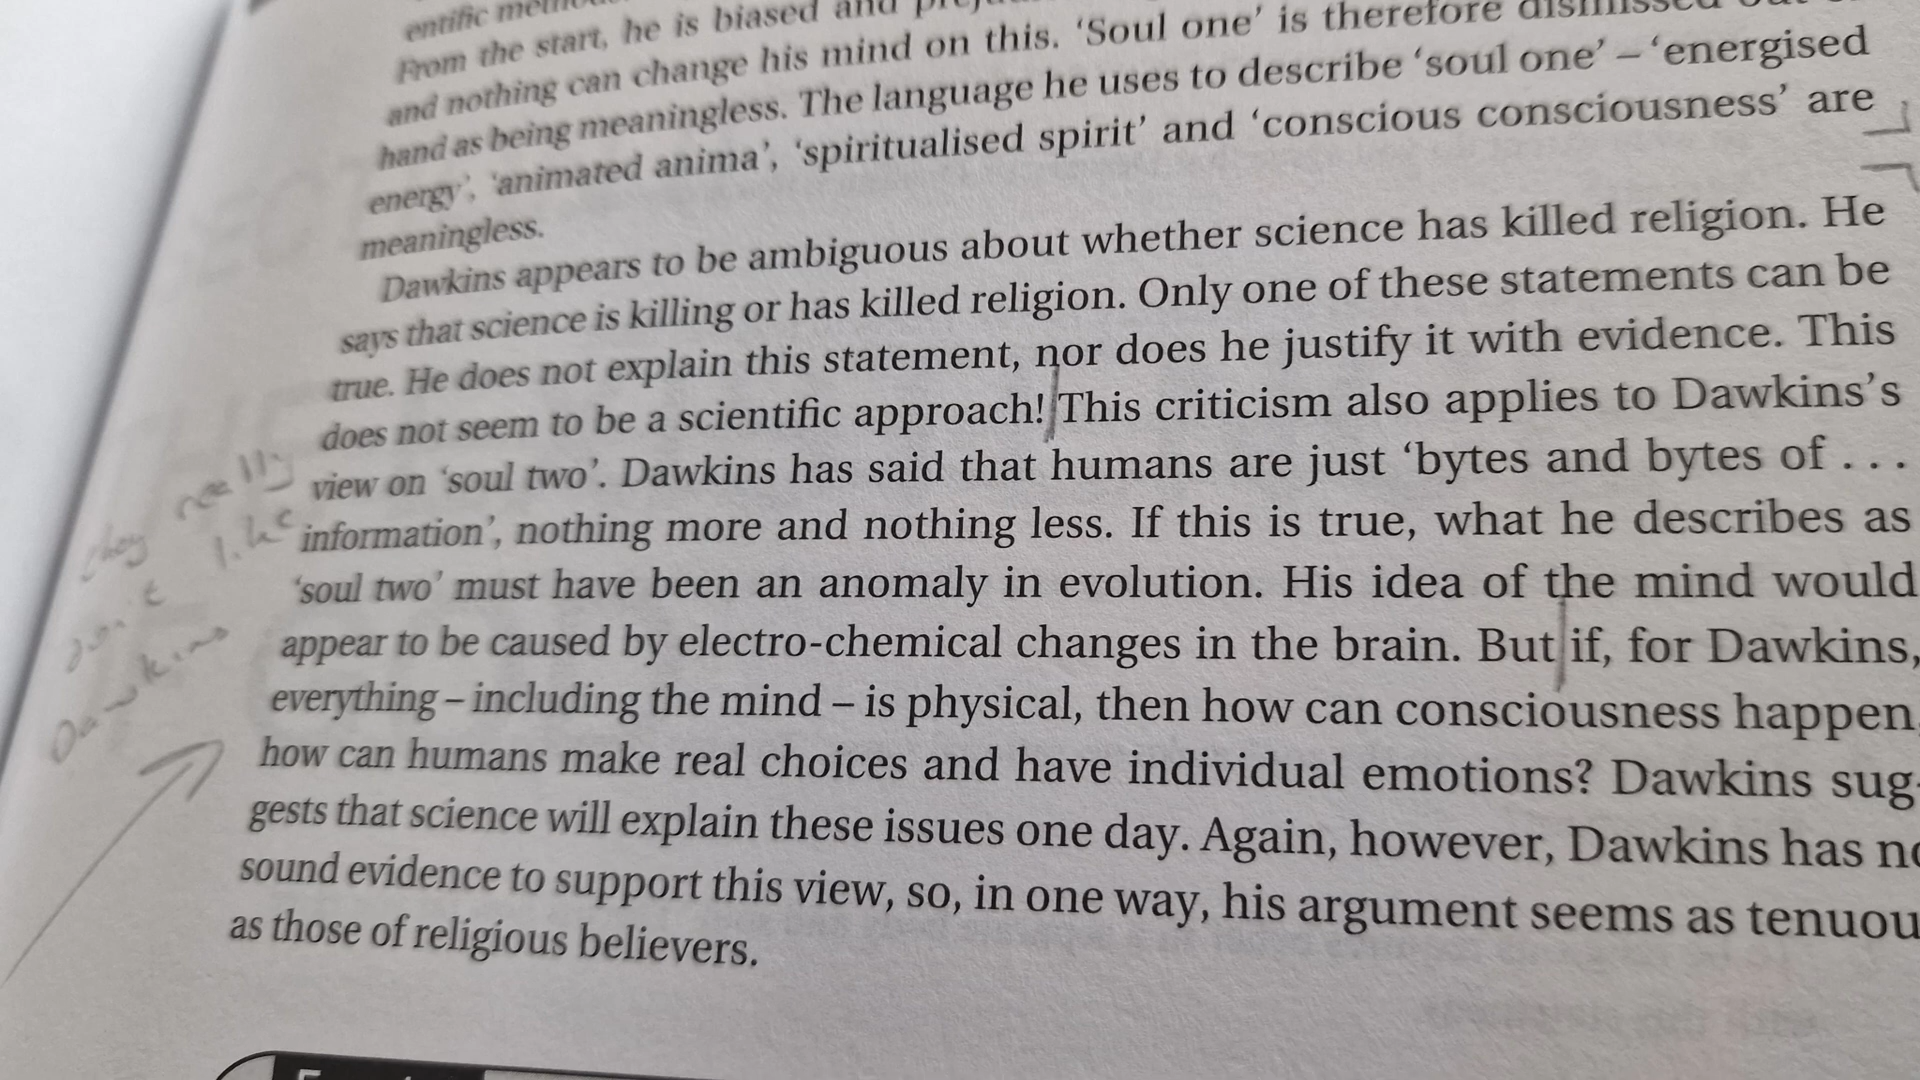 entific
From the start, he is biased and
and nothing can change his mind on this. ‘Soul one’ is therefore dismissed
hand as being meaningless. The language he uses to describe ‘soul one’ – ‘energised
energy’, ‘animated anima’, ‘spiritualised spirit’ and ‘conscious consciousness’ are
meaningless.
Dawkins appears to be ambiguous about whether science has killed religion. He
says that science is killing or has killed religion. Only one of these statements can be
true. He does not explain this statement, nor does he justify it with evidence. This
does not seem to be a scientific approach! This criticism also applies to Dawkins’s
view on ‘soul two’. Dawkins has said that humans are just ‘bytes and bytes of . . .
information’, nothing more and nothing less. If this is true, what he describes as
‘soul two’ must have been an anomaly in evolution. His idea of the mind would
appear to be caused by electro-chemical changes in the brain. But if, for Dawkins,
everything – including the mind – is physical, then how can consciousness happen,
how can humans make real choices and have individual emotions? Dawkins sug-
gests that science will explain these issues one day. Again, however, Dawkins has no
sound evidence to support this view, so, in one way, his argument seems as tenuou
as those of religious believers.
they really
don't like
Dawkins